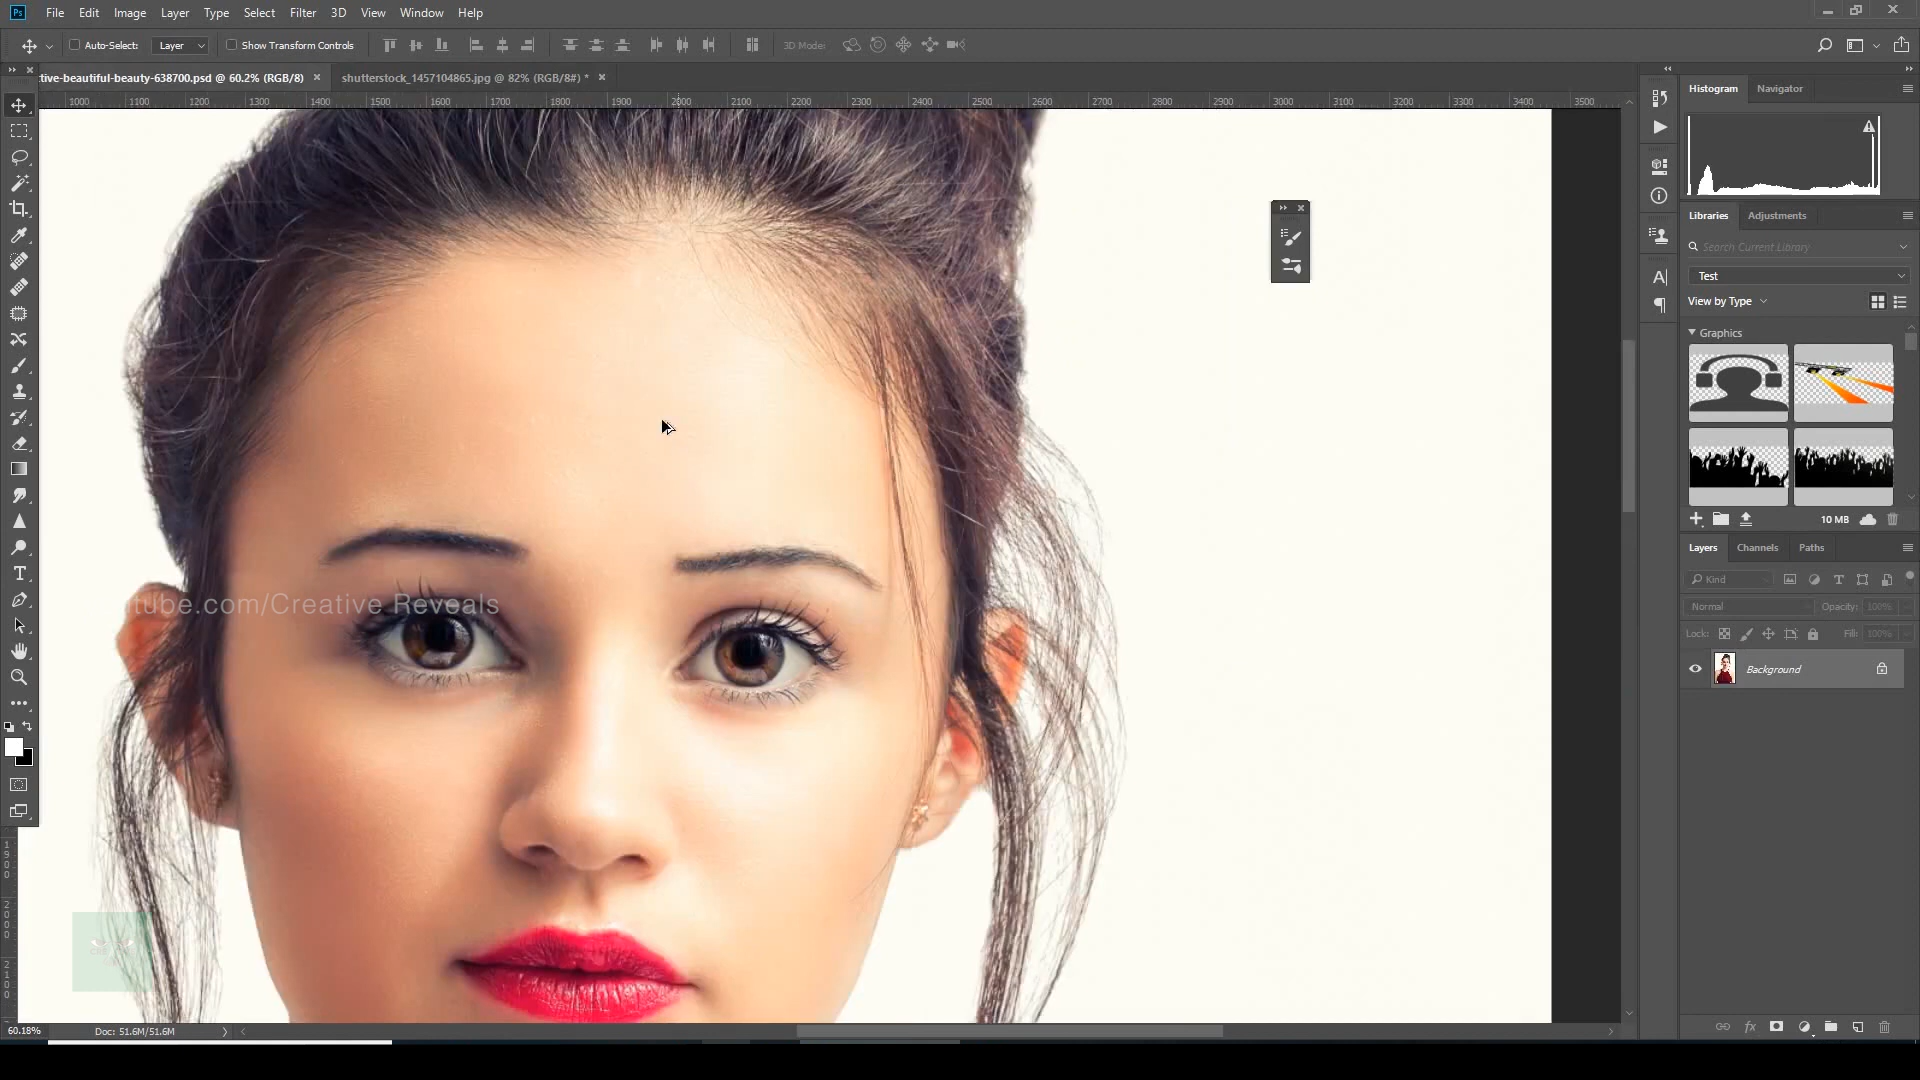 Ps File Edit Image Layer Type Select Filter 3D View Window Help
Auto-Select: Layer Show Transform Controls 3D Mode:
tive-beautiful-beauty-638700.psd @ 60.2% (RGB/8) × shutterstock_1457104865.jpg @ 82% (RGB/8#) * ×
1000 1100 1200 1300 1400 1500 1600 1700 1800 1900 2000 2100 2200 2300 2400 2500 2600 2700 2800 2900 3000 3100 3200 3300 3400 3500
Histogram Navigator
Libraries Adjustments
Search Current Library
Test
View by Type
Graphics
10 MB
Layers Channels Paths
Kind
Normal Opacity: 100%
Lock: Fill: 100%
Background
tube.com/Creative Reveals
1900
2000
2100
60.18% Doc: 51.6M/51.6M